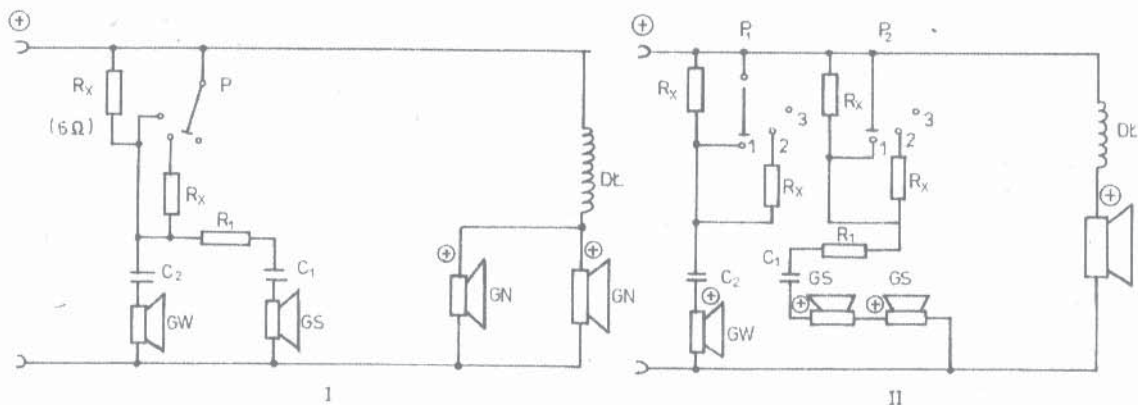 ⊕
P
Rx
(6Ω)
Rx
R1
C2
C1
GW
GS
DŁ
⊕
GN
⊕
GN
I
⊕
P1
P2
Rx
1
2
3
Rx
Rx
1
2
3
Rx
R1
C1
C2
⊕
GW
GS
GS
⊕
⊕
DŁ
⊕
II